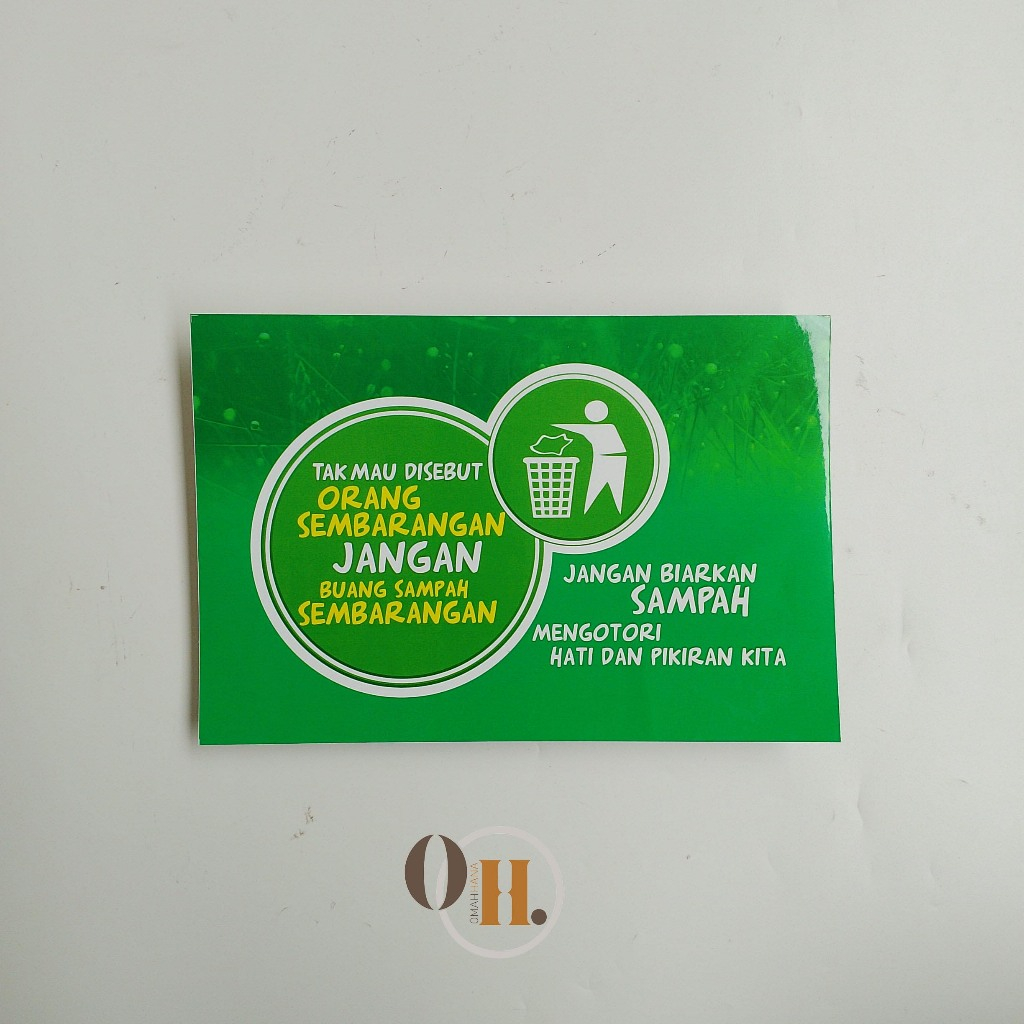 TAK MAU DISEBUT
ORANG
SEMBARANGAN
JANGAN
BUANG SAMPAH
SEMBARANGAN
JANGAN BIARKAN
SAMPAH
MENGOTORI
HATI DAN PIKIRAN KITA
OH.
OMAHHANA